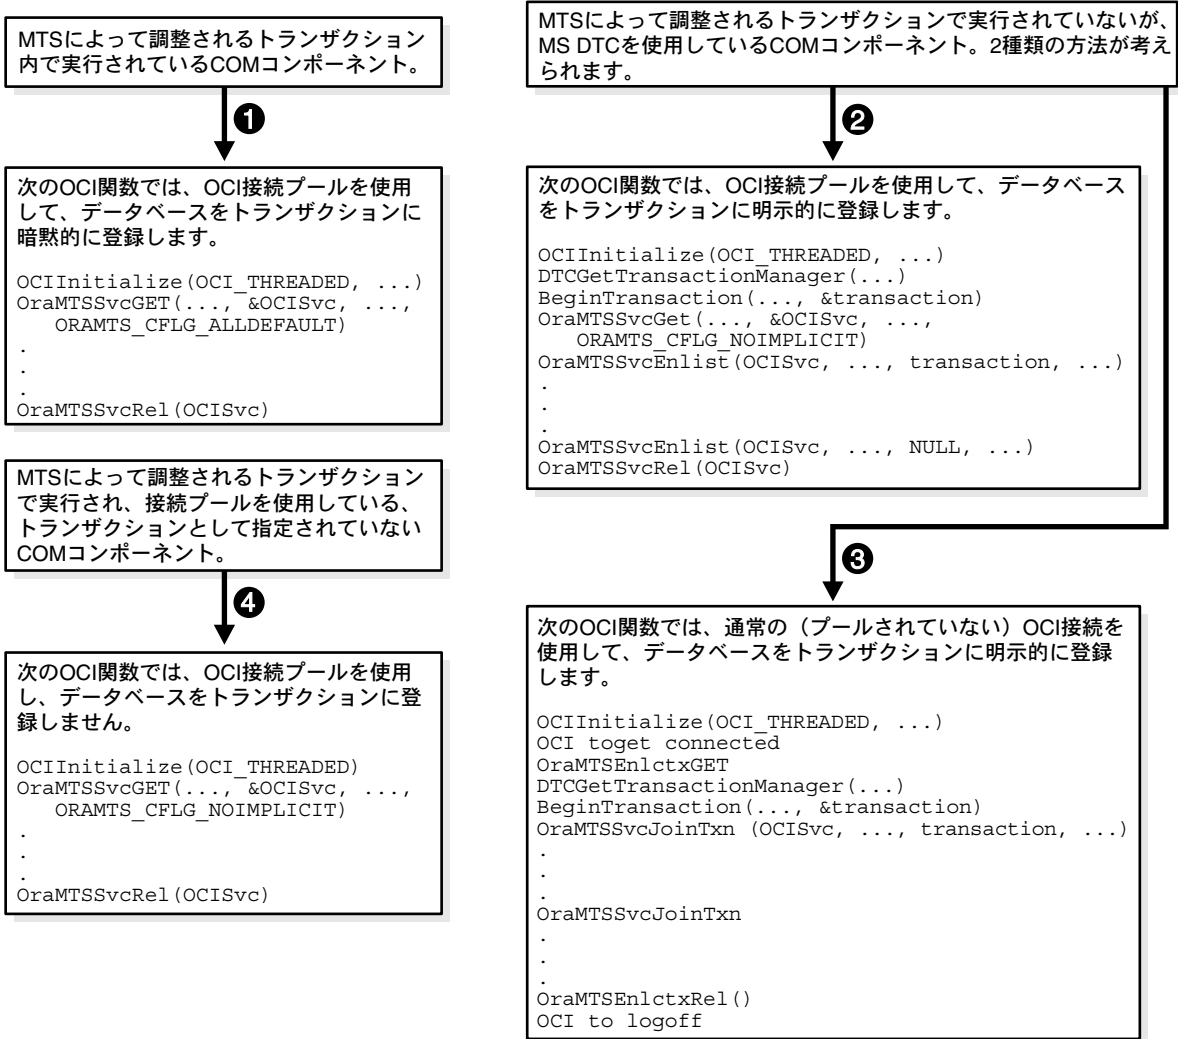 MTSによって調整されるトランザクション
内で実行されているCOMコンポーネント。
❶
次のOCI関数では、OCI接続プールを使用
して、データベースをトランザクションに
暗黙的に登録します。
OCIInitialize(OCI_THREADED, ...)
OraMTSSvcGET(..., &OCISvc, ...,
ORAMTS_CFLG_ALLDEFAULT)
.
.
.
OraMTSSvcRel(OCISvc)
MTSによって調整されるトランザクション
で実行され、接続プールを使用している、
トランザクションとして指定されていない
COMコンポーネント。
❹
次のOCI関数では、OCI接続プールを使用
し、データベースをトランザクションに登
録しません。
OCIInitialize(OCI_THREADED)
OraMTSSvcGET(..., &OCISvc, ...,
ORAMTS_CFLG_NOIMPLICIT)
.
.
.
OraMTSSvcRel(OCISvc)
MTSによって調整されるトランザクションで実行されていないが、
MS DTCを使用しているCOMコンポーネント。2種類の方法が考え
られます。
❷
次のOCI関数では、OCI接続プールを使用して、データベース
をトランザクションに明示的に登録します。
OCIInitialize(OCI_THREADED, ...)
DTCGetTransactionManager(...)
BeginTransaction(..., &transaction)
OraMTSSvcGet(..., &OCISvc, ...,
ORAMTS_CFLG_NOIMPLICIT)
OraMTSSvcEnlist(OCISvc, ..., transaction, ...)
.
.
.
OraMTSSvcEnlist(OCISvc, ..., NULL, ...)
OraMTSSvcRel(OCISvc)
❸
次のOCI関数では、通常の（プールされていない）OCI接続を
使用して、データベースをトランザクションに明示的に登録
します。
OCIInitialize(OCI_THREADED, ...)
OCI toget connected
OraMTSEnlctxGET
DTCGetTransactionManager(...)
BeginTransaction(..., &transaction)
OraMTSSvcJoinTxn (OCISvc, ..., transaction, ...)
.
.
.
OraMTSSvcJoinTxn
.
.
.
OraMTSEnlctxRel()
OCI to logoff